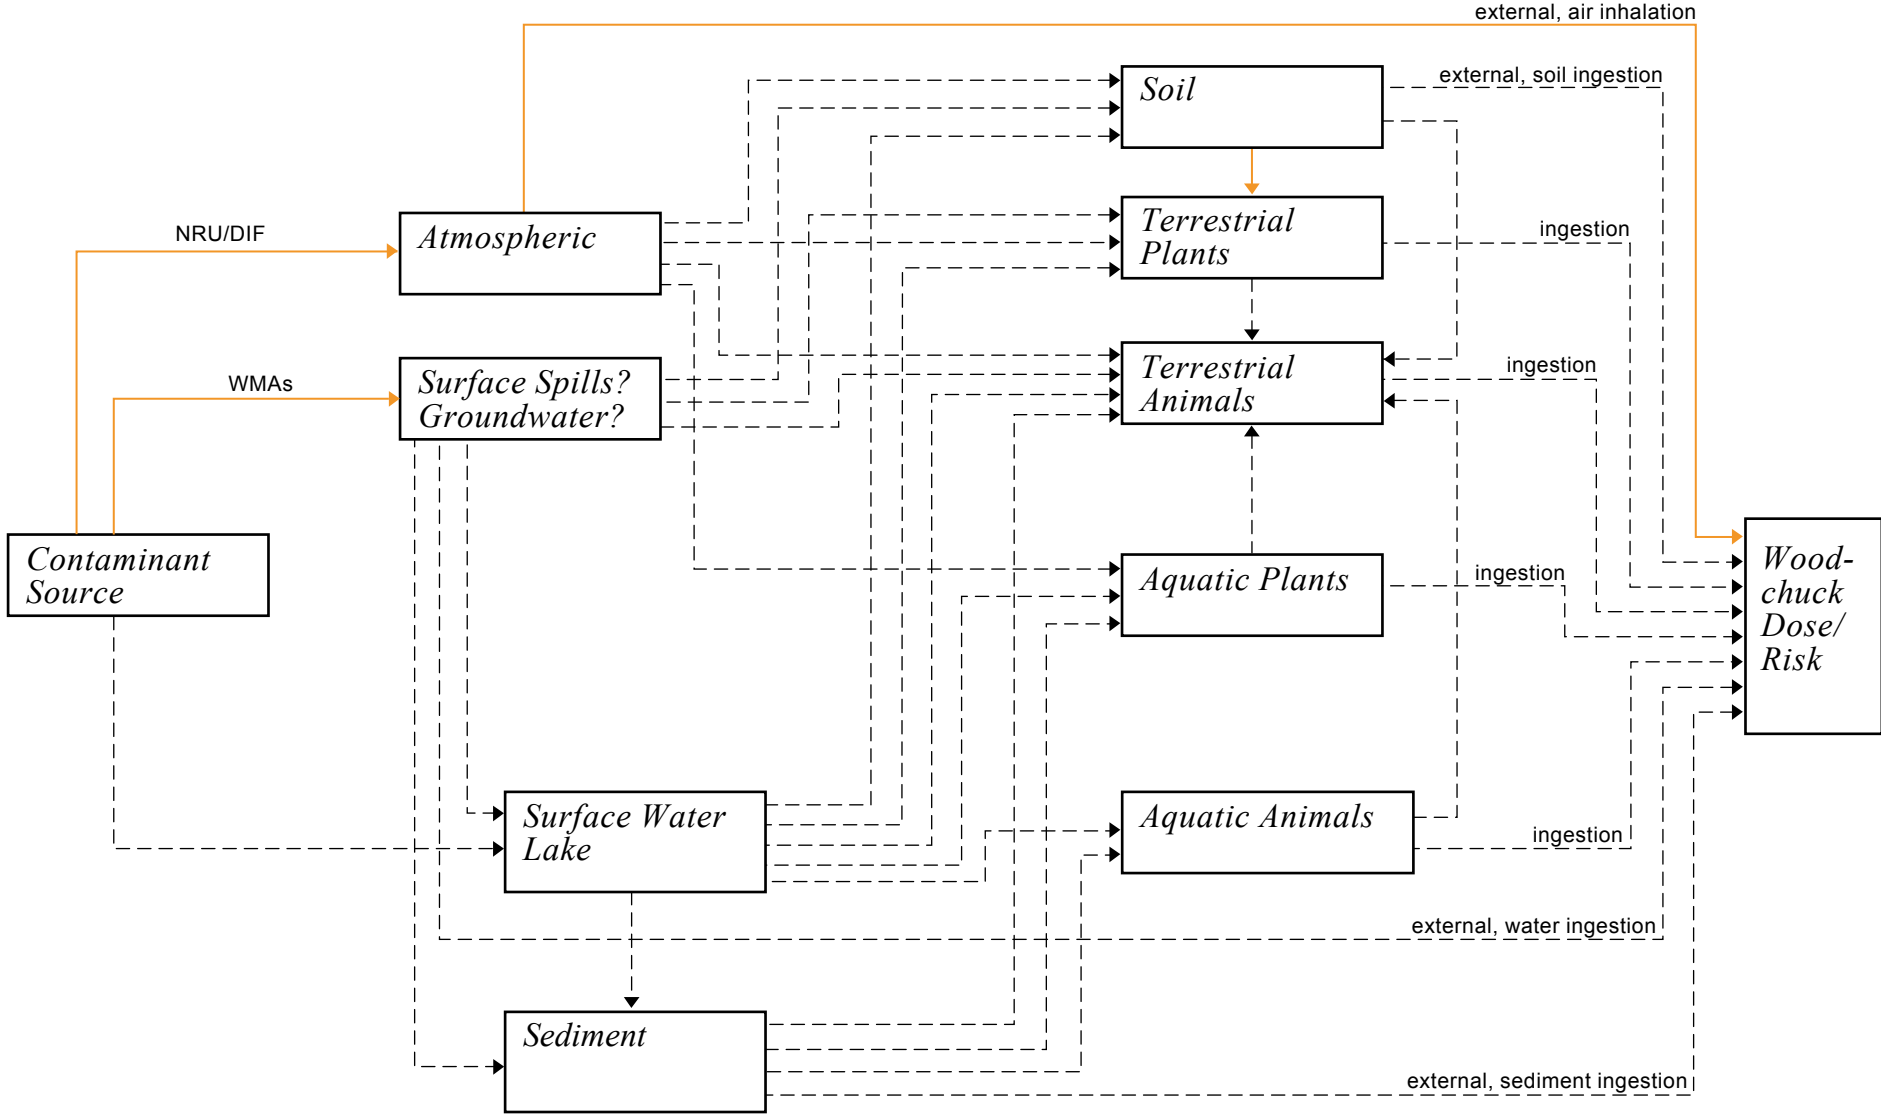 external, air inhalation
Soil
external, soil ingestion
NRU/DIF
Atmospheric
Terrestrial
Plants
ingestion
WMAs
Surface Spills?
Groundwater?
Terrestrial
Animals
ingestion
Contaminant
Source
Aquatic Plants
ingestion
Wood-
chuck
Dose/
Risk
Surface Water
Lake
Aquatic Animals
ingestion
external, water ingestion
Sediment
external, sediment ingestion